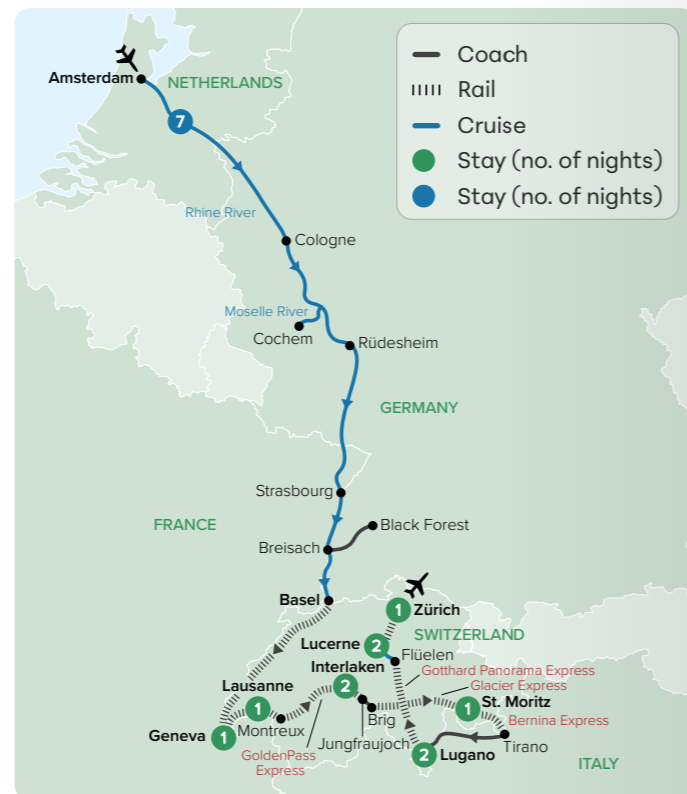 Coach
Rail
Cruise
Stay (no. of nights)
Stay (no. of nights)
Amsterdam
NETHERLANDS
7
Rhine River
Cologne
Moselle River
Cochem
Rüdesheim
GERMANY
Strasbourg
FRANCE
Black Forest
Breisach
Basel
1
Zürich
SWITZERLAND
Lucerne
2
Flüelen
Interlaken
Gotthard Panorama Express
Glacier Express
Lausanne
2
1
St. Moritz
1
Brig
Bernina Express
Geneva
1
Montreux
Jungfraujoch
Tirano
GoldenPass
Express
2
Lugano
ITALY